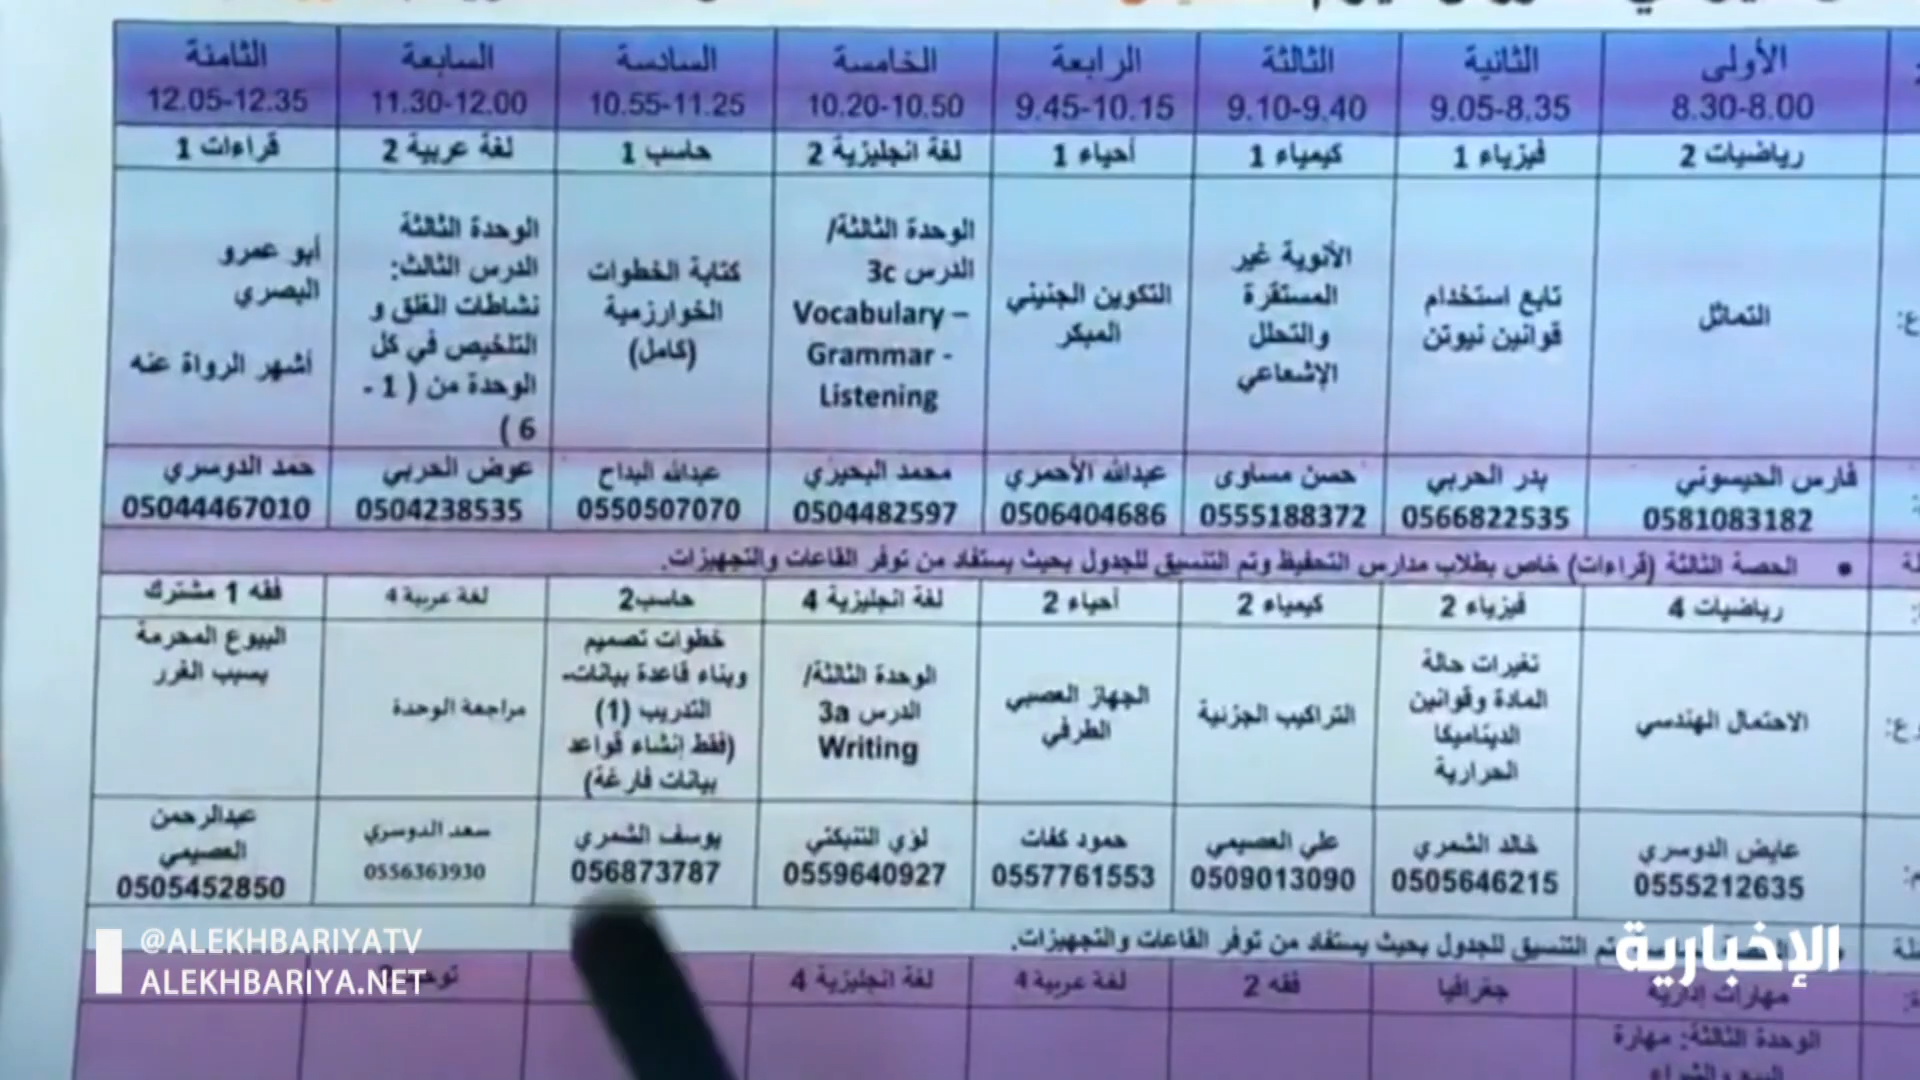 الأولى الثانية الثالثة الرابعة الخامسة السادسة السابعة الثامنة
8.30-8.00 9.05-8.35 9.10-9.40 9.45-10.15 10.20-10.50 10.55-11.25 11.30-12.00 12.05-12.35
رياضيات 2 فيزياء 1 كيمياء 1 أحياء 1 لغة انجليزية 2 حاسب 1 لغة عربية 2 قراءات 1
التماثل
تابع استخدام
قوانين نيوتن
الأنوية غير
المستقرة
والتحلل
الإشعاعي
التكوين الجنيني
المبكر
الوحدة الثالثة/
الدرس 3c
Vocabulary –
Grammar -
Listening
كتابة الخطوات
الخوارزمية
(كامل)
الوحدة الثالثة
الدرس الثالث:
نشاطات الغلق و
التلخيص في كل
الوحدة من ( 1 -
6 )
أبو عمرو
البصري
أشهر الرواة عنه
فارس الحيسوني بدر الحربي حسن مساوى عبدالله الأحمري محمد البحيزي عبدالله البداح عوض الحربي حمد الدوسري
0581083182 0566822535 0555188372 0506404686 0504482597 0550507070 0504238535 05044467010
• الحصة الثالثة (قراءات) خاص بطلاب مدارس التحفيظ وتم التنسيق للجدول بحيث يستفاد من توفر القاعات والتجهيزات.
رياضيات 4 فيزياء 2 كيمياء 2 أحياء 2 لغة انجليزية 4 حاسب2 لغة عربية 4 فقه 1 مشترك
الاحتمال الهندسي
تغيرات حالة
المادة وقوانين
الديناميكا
الحرارية
التراكيب الجزئية
الجهاز العصبي
الطرفي
الوحدة الثالثة/
الدرس 3a
Writing
خطوات تصميم
وبناء قاعدة بيانات-
التدريب (1)
(فقط إنشاء قواعد
بيانات فارغة)
مراجعة الوحدة
البيوع المحرمة
بسبب الغرر
عايض الدوسري خالد الشمري علي العصيمي حمود كفات لؤي التنبكتي يوسف الشمري سعد الدوسري عبدالرحمن
العصيمي
0555212635 0505646215 0509013090 0557761553 0559640927 056873787 0556363930 0505452850
تم التنسيق للجدول بحيث يستفاد من توفر القاعات والتجهيزات.
مهارات إدارية جغرافيا فقه 2 لغة عربية 4 لغة انجليزية 4
الوحدة الثالثة: مهارة
البيع والشراء
الإخبارية
@ALEKHBARIYATV
ALEKHBARIYA.NET